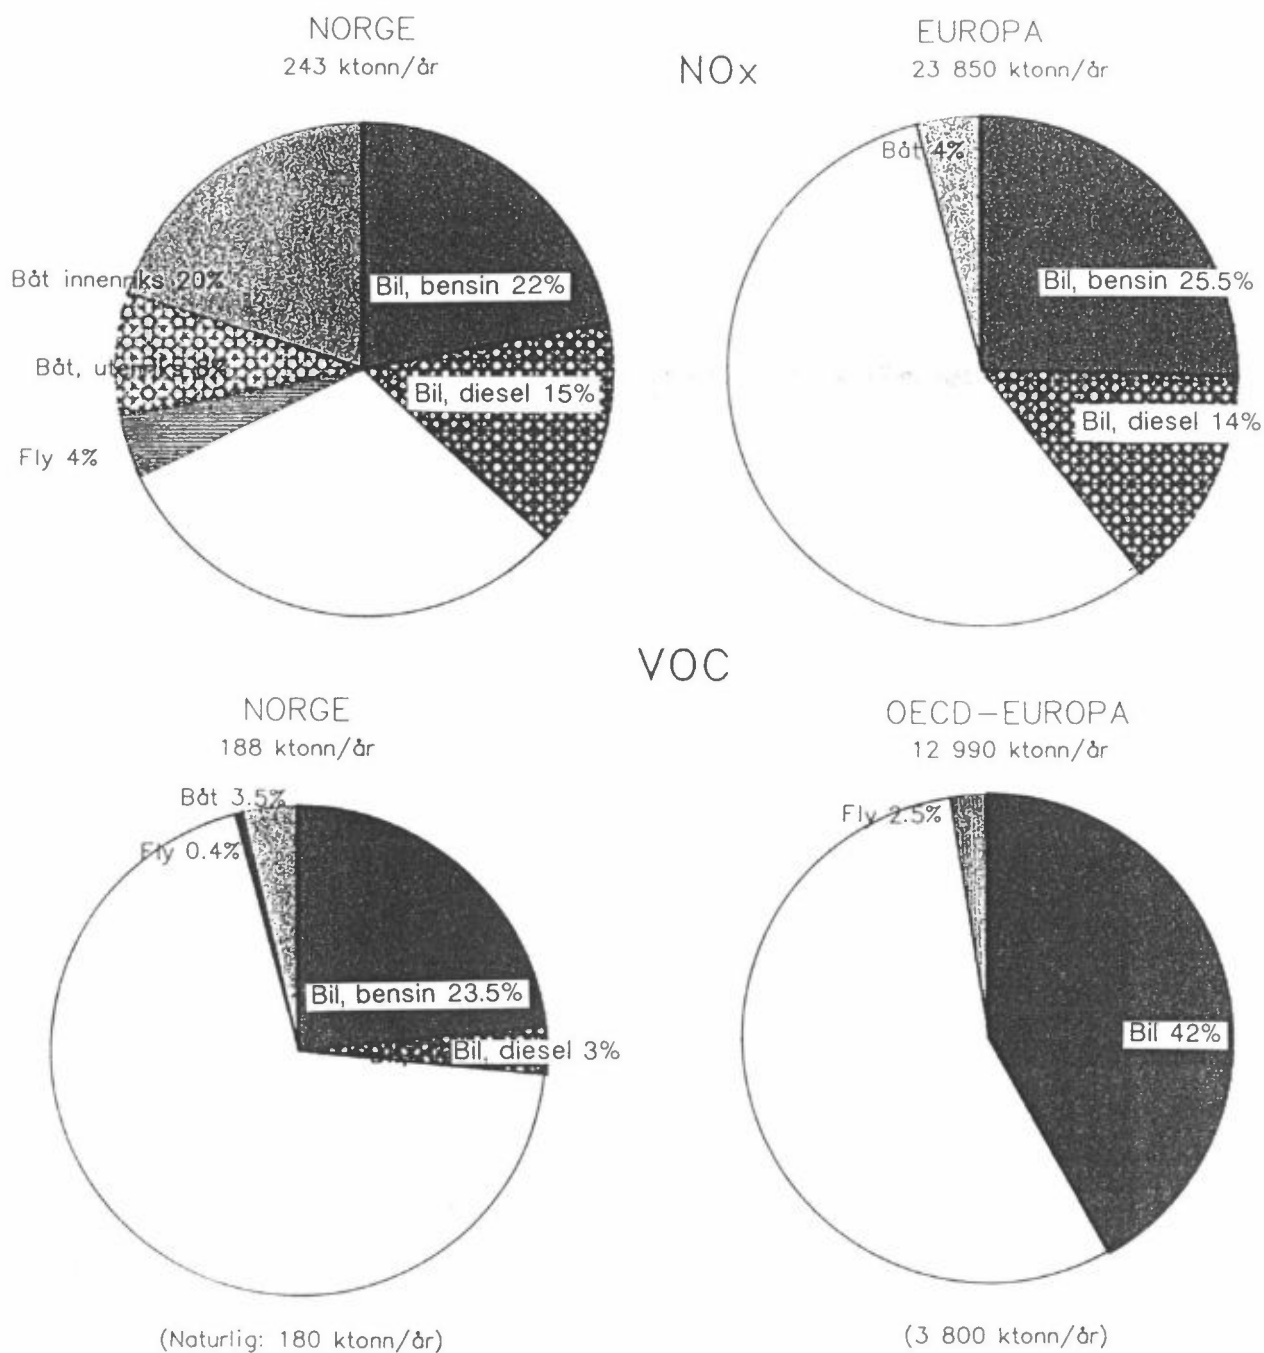 NORGE
243 ktonn/år
NOx
EUROPA
23 850 ktonn/år
Båt 4%
Båt innenriks 20%
Bil, bensin 22%
Bil, bensin 25.5%
Båt, utenriks 8%
Bil, diesel 15%
Bil, diesel 14%
Fly 4%
VOC
NORGE
188 ktonn/år
OECD-EUROPA
12 990 ktonn/år
Båt 3.5%
Fly 0.4%
Fly 2.5%
Bil, bensin 23.5%
Bil, diesel 3%
Bil 42%
(Naturlig: 180 ktonn/år)
(3 800 ktonn/år)